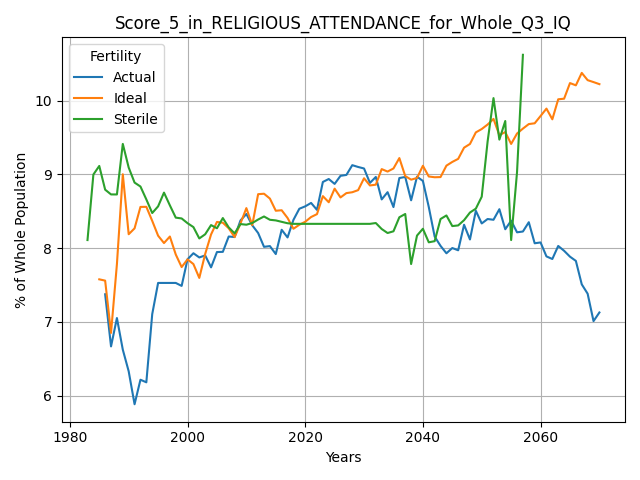 Score_5_in_RELIGIOUS_ATTENDANCE_for_Whole_Q3_IQ
Fertility
Actual
Ideal
Sterile
% of Whole Population
10
9
8
7
6
1980 2000 2020 2040 2060
Years